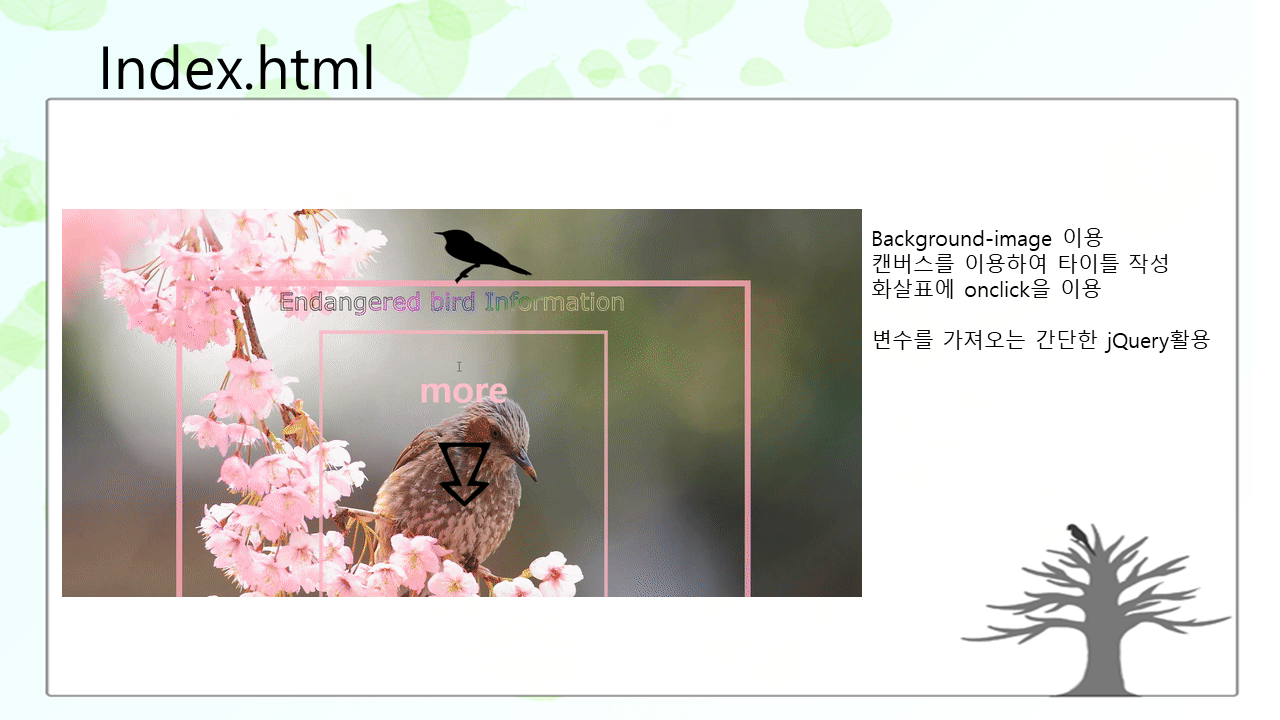 Index.html
Endangered bird Information
more
Background-image 이용
캔버스를 이용하여 타이틀 작성
화살표에 onclick을 이용
변수를 가져오는 간단한 jQuery활용